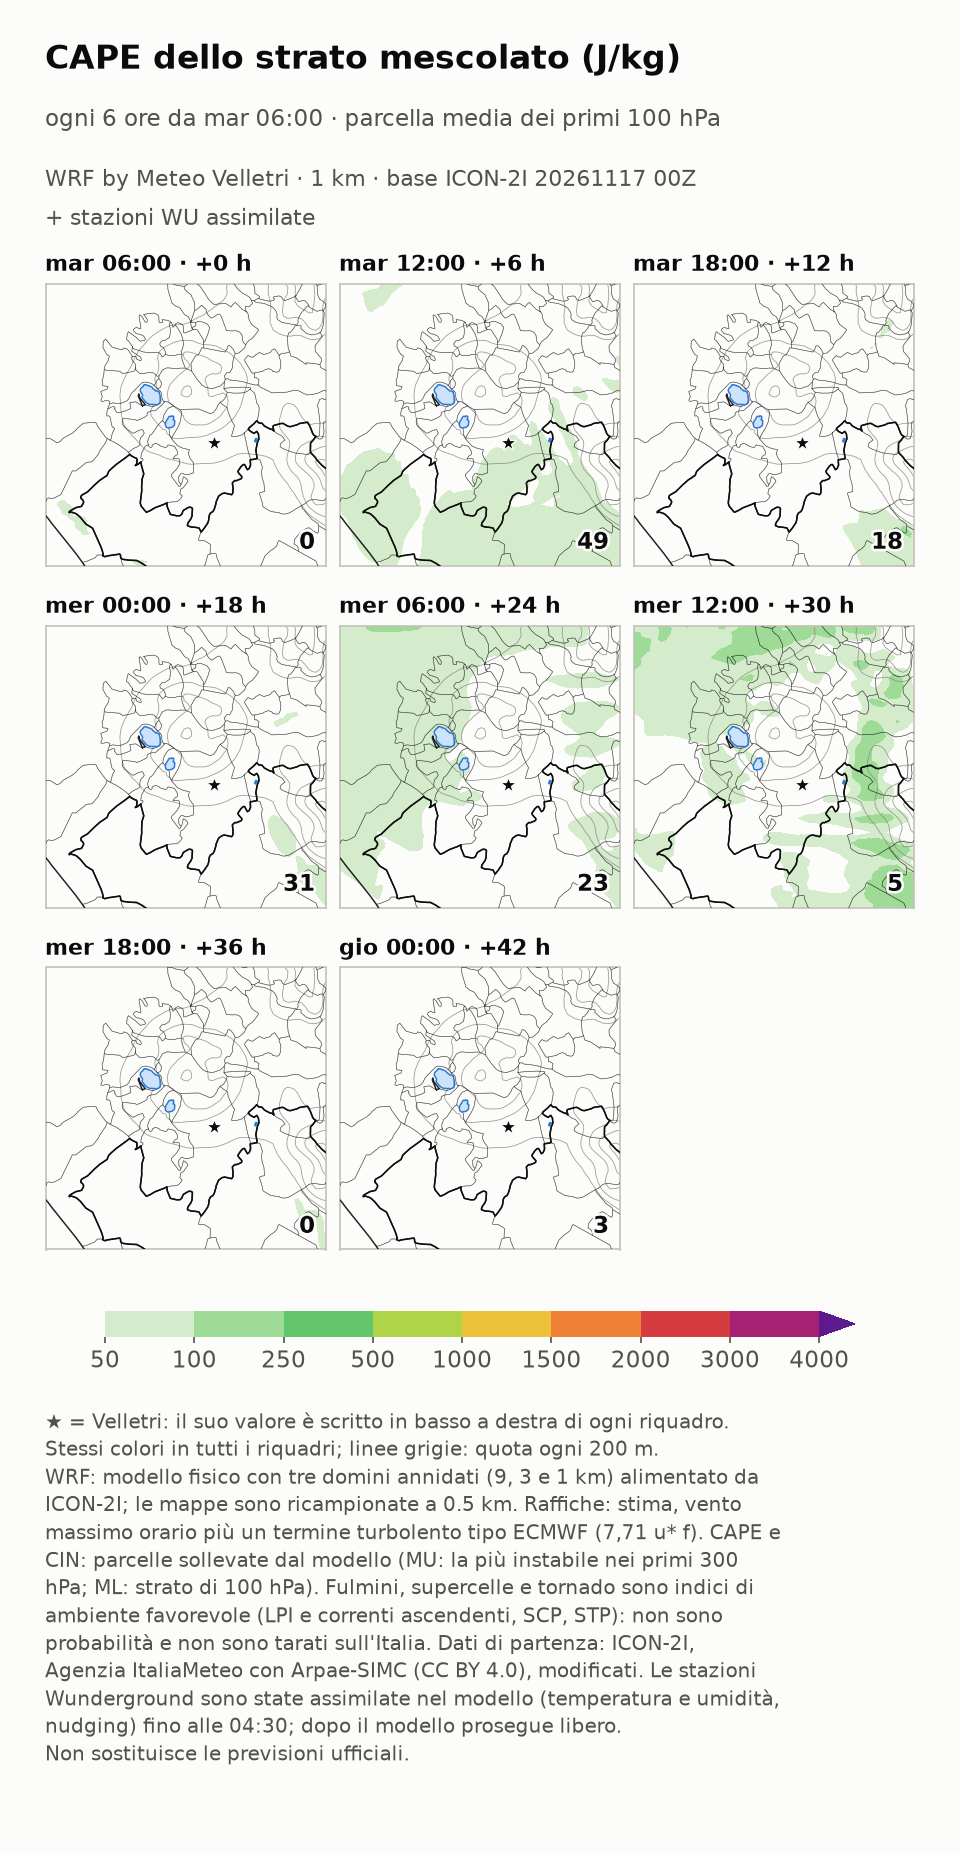 CAPE dello strato mescolato (J/kg)
ogni 6 ore da mar 06:00 · parcella media dei primi 100 hPa
WRF by Meteo Velletri · 1 km · base ICON-2I 20261117 00Z
+ stazioni WU assimilate
mar 06:00 · +0 h
mar 12:00 · +6 h
mar 18:00 · +12 h
0
49
18
mer 00:00 · +18 h
mer 06:00 · +24 h
mer 12:00 · +30 h
31
23
5
mer 18:00 · +36 h
gio 00:00 · +42 h
0
3
50 100 250 500 1000 1500 2000 3000 4000
★ = Velletri: il suo valore è scritto in basso a destra di ogni riquadro.
Stessi colori in tutti i riquadri; linee grigie: quota ogni 200 m.
WRF: modello fisico con tre domini annidati (9, 3 e 1 km) alimentato da
ICON-2I; le mappe sono ricampionate a 0.5 km. Raffiche: stima, vento
massimo orario più un termine turbolento tipo ECMWF (7,71 u* f). CAPE e
CIN: parcelle sollevate dal modello (MU: la più instabile nei primi 300
hPa; ML: strato di 100 hPa). Fulmini, supercelle e tornado sono indici di
ambiente favorevole (LPI e correnti ascendenti, SCP, STP): non sono
probabilità e non sono tarati sull'Italia. Dati di partenza: ICON-2I,
Agenzia ItaliaMeteo con Arpae-SIMC (CC BY 4.0), modificati. Le stazioni
Wunderground sono state assimilate nel modello (temperatura e umidità,
nudging) fino alle 04:30; dopo il modello prosegue libero.
Non sostituisce le previsioni ufficiali.